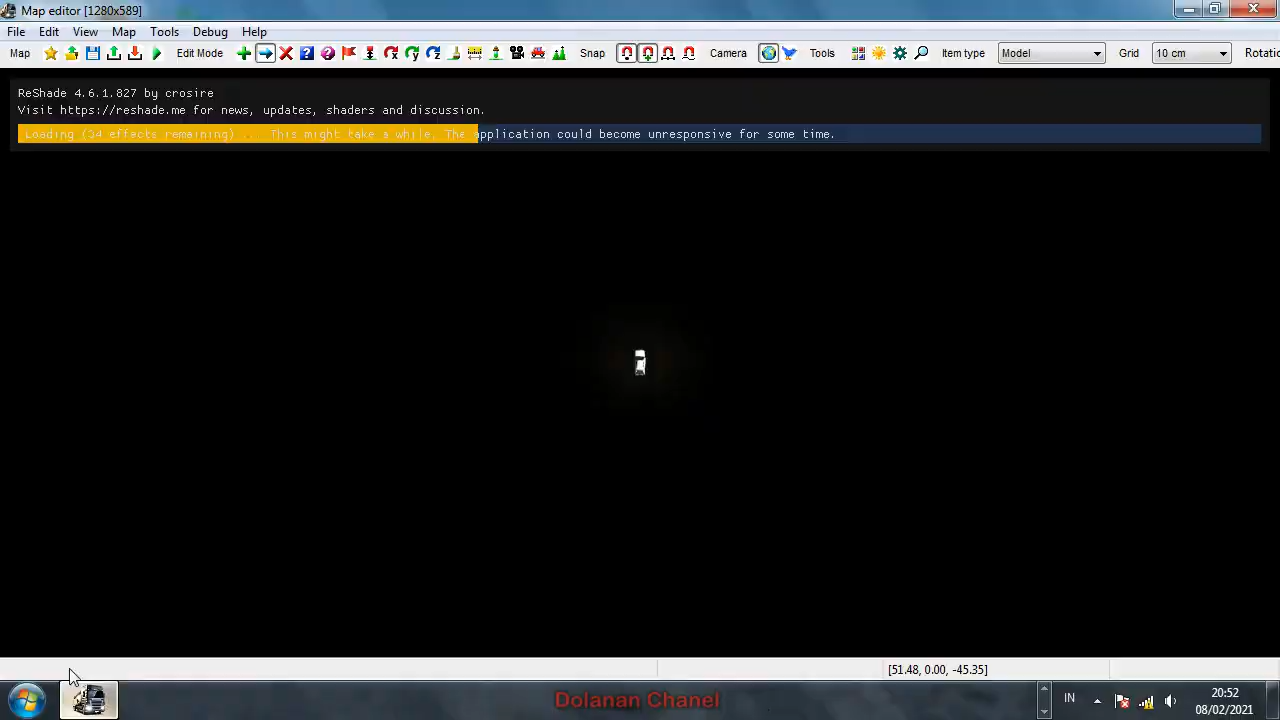 Map editor [1280x589]
File Edit View Map Tools Debug Help
Map Edit Mode Snap Camera Tools Item type Model Grid 10 cm Rotati
ReShade 4.6.1.827 by crosire
Visit https://reshade.me for news, updates, shaders and discussion.
Loading (34 effects remaining) ... This might take a while. The application could become unresponsive for some time.
[51.48, 0.00, -45.35]
Dolanan Chanel
IN
20:52
08/02/2021